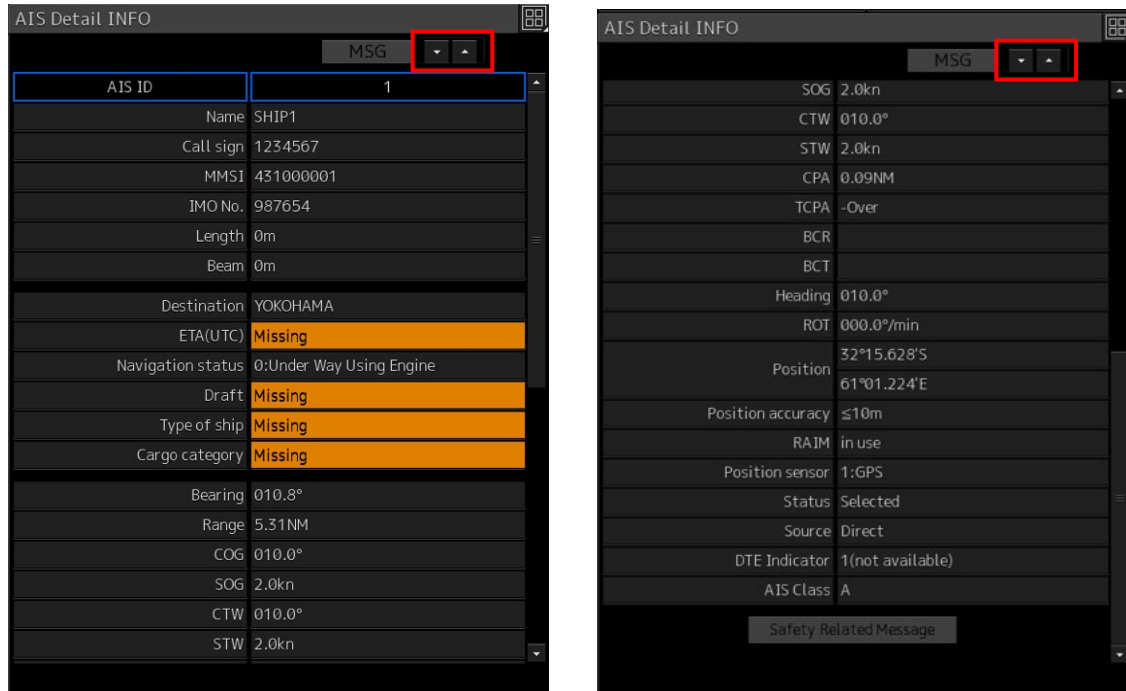 AIS Detail INFO
MSG
AIS ID 1
Name SHIP1
Call sign 1234567
MMSI 431000001
IMO No. 987654
Length 0m
Beam 0m
Destination YOKOHAMA
ETA(UTC) Missing
Navigation status 0:Under Way Using Engine
Draft Missing
Type of ship Missing
Cargo category Missing
Bearing 010.8°
Range 5.31NM
COG 010.0°
SOG 2.0kn
CTW 010.0°
STW 2.0kn
AIS Detail INFO
MSG
SOG 2.0kn
CTW 010.0°
STW 2.0kn
CPA 0.09NM
TCPA -Over
BCR
BCT
Heading 010.0°
ROT 000.0°/min
Position 32°15.628'S
61°01.224'E
Position accuracy ≤10m
RAIM in use
Position sensor 1:GPS
Status Selected
Source Direct
DTE Indicator 1(not available)
AIS Class A
Safety Related Message